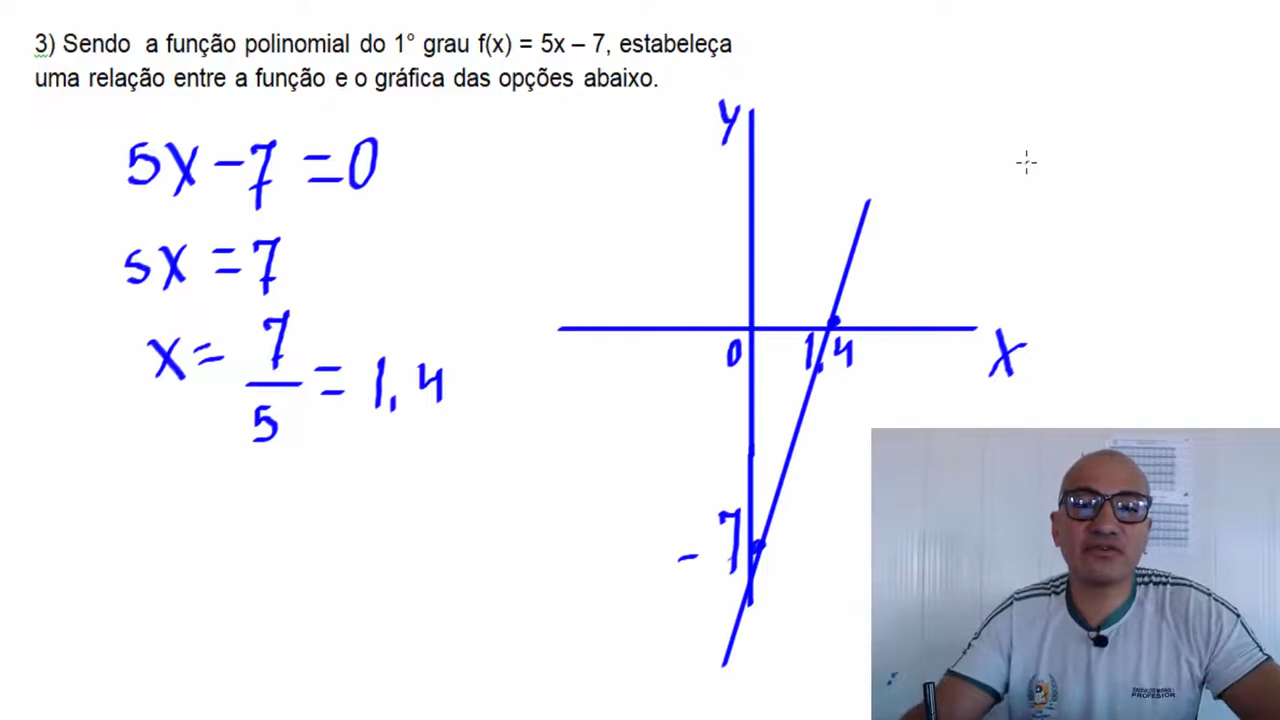 3) Sendo a função polinomial do 1° grau f(x) = 5x – 7, estabeleça
uma relação entre a função e o gráfica das opções abaixo.
5x - 7 = 0
5x = 7
x = 7/5 = 1,4
y
0
1,4
x
- 7
PROFESSOR